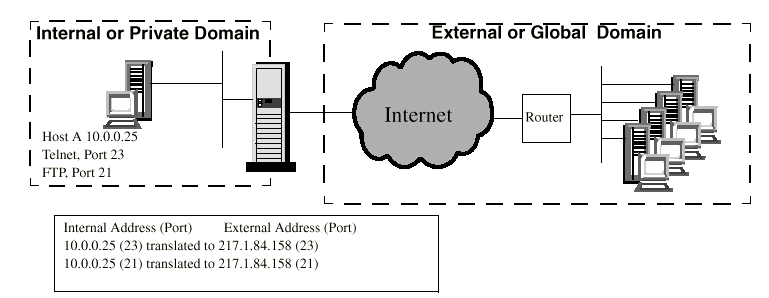 Internal or Private Domain
External or Global Domain
Internet
Router
Host A 10.0.0.25
Telnet, Port 23
FTP, Port 21
Internal Address (Port) External Address (Port)
10.0.0.25 (23) translated to 217.1.84.158 (23)
10.0.0.25 (21) translated to 217.1.84.158 (21)